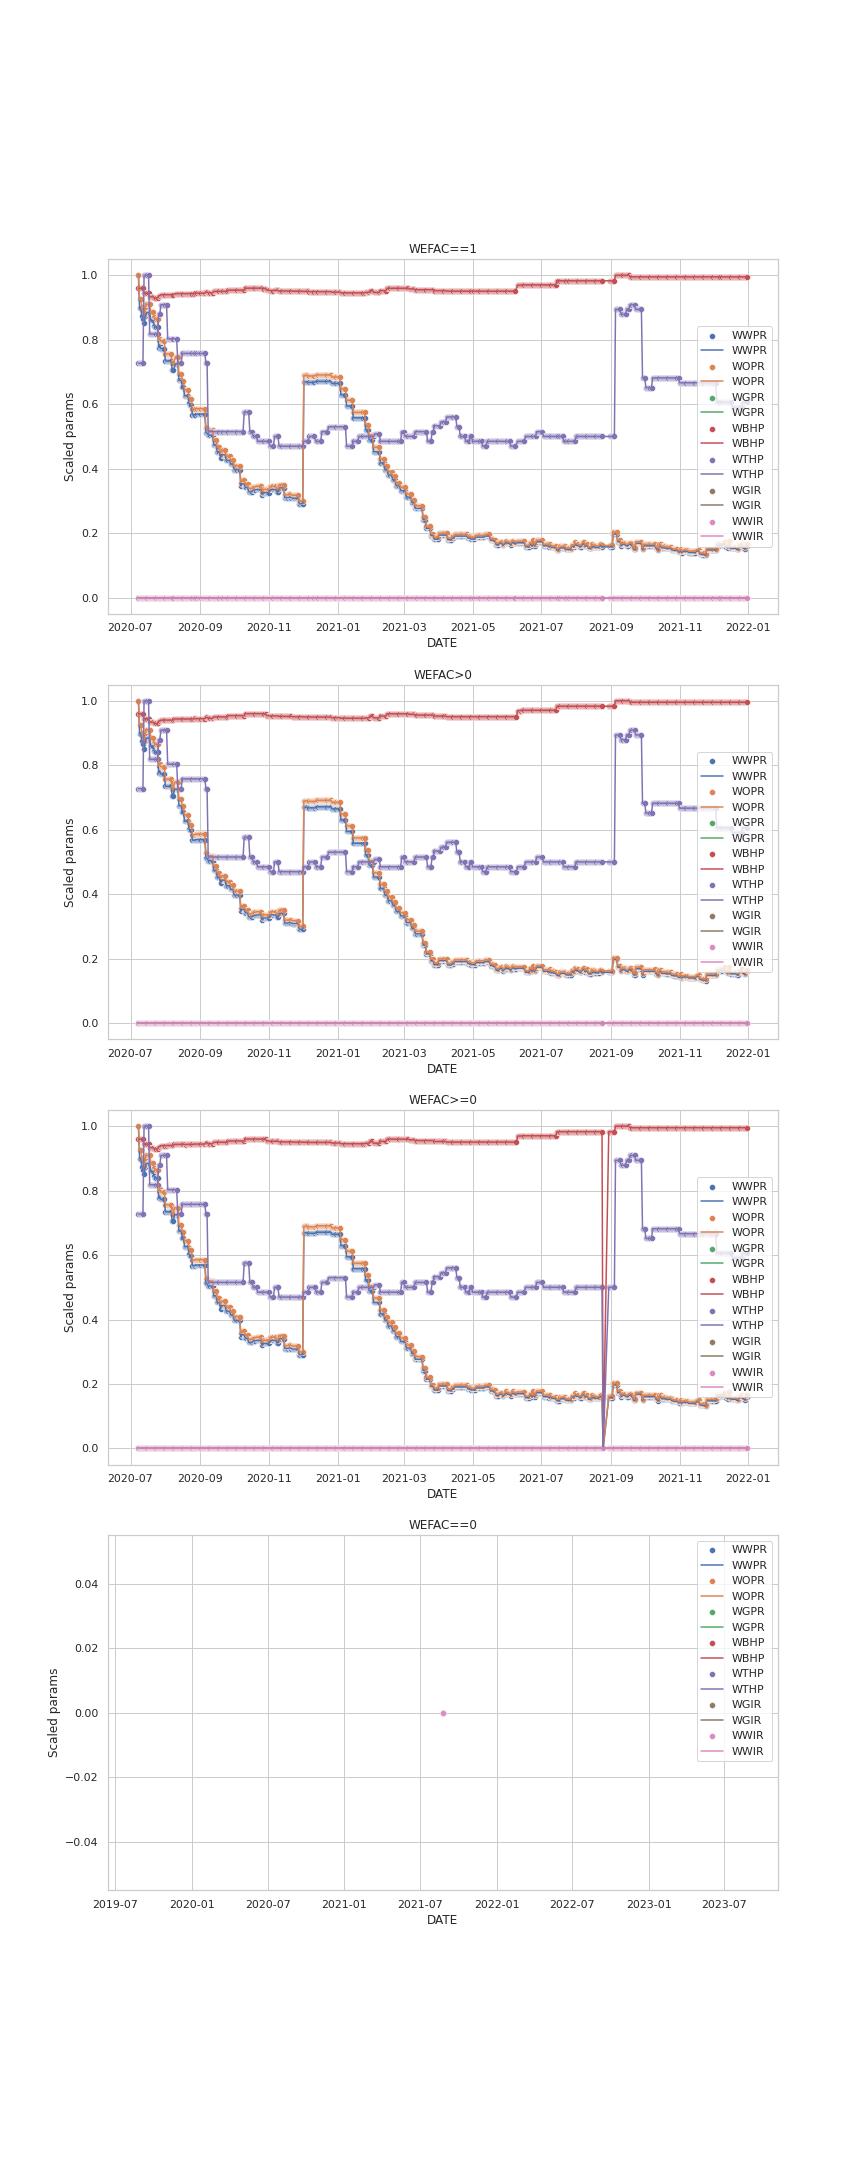 WEFAC==1
1.0
0.8
0.6
0.4
0.2
0.0
Scaled params
WWPR
WWPR
WOPR
WOPR
WGPR
WGPR
WBHP
WBHP
WTHP
WTHP
WGIR
WGIR
WWIR
WWIR
2020-07 2020-09 2020-11 2021-01 2021-03 2021-05 2021-07 2021-09 2021-11 2022-01
DATE
WEFAC>0
1.0
0.8
0.6
0.4
0.2
0.0
Scaled params
WWPR
WWPR
WOPR
WOPR
WGPR
WGPR
WBHP
WBHP
WTHP
WTHP
WGIR
WGIR
WWIR
WWIR
2020-07 2020-09 2020-11 2021-01 2021-03 2021-05 2021-07 2021-09 2021-11 2022-01
DATE
WEFAC>=0
1.0
0.8
0.6
0.4
0.2
0.0
Scaled params
WWPR
WWPR
WOPR
WOPR
WGPR
WGPR
WBHP
WBHP
WTHP
WTHP
WGIR
WGIR
WWIR
WWIR
2020-07 2020-09 2020-11 2021-01 2021-03 2021-05 2021-07 2021-09 2021-11 2022-01
DATE
WEFAC==0
0.04
0.02
0.00
−0.02
−0.04
Scaled params
WWPR
WWPR
WOPR
WOPR
WGPR
WGPR
WBHP
WBHP
WTHP
WTHP
WGIR
WGIR
WWIR
WWIR
2019-07 2020-01 2020-07 2021-01 2021-07 2022-01 2022-07 2023-01 2023-07
DATE